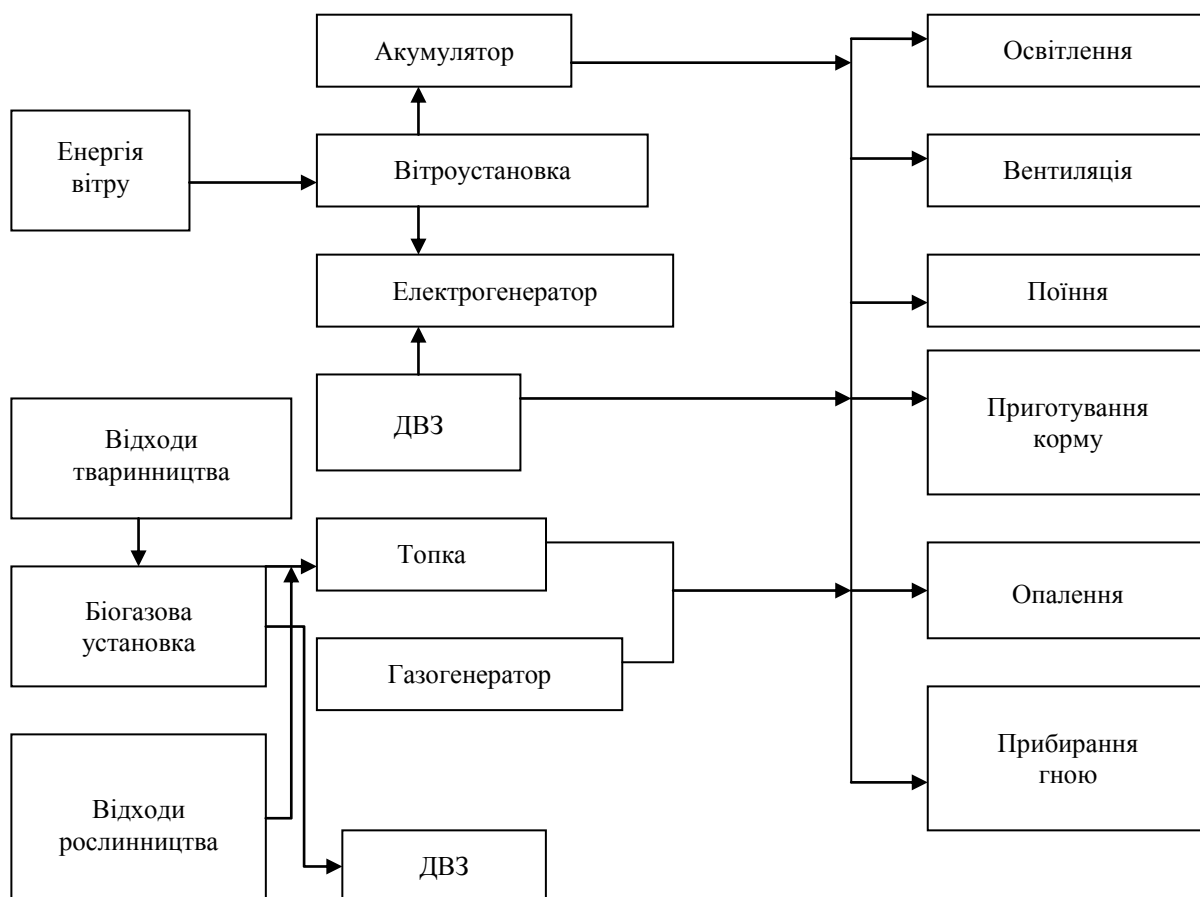 Акумулятор
Освітлення
Енергія
вітру
Вітроустановка
Вентиляція
Електрогенератор
Поїння
ДВЗ
Приготування
корму
Відходи
тваринництва
Топка
Опалення
Біогазова
установка
Газогенератор
Прибирання
гною
Відходи
рослинництва
ДВЗ